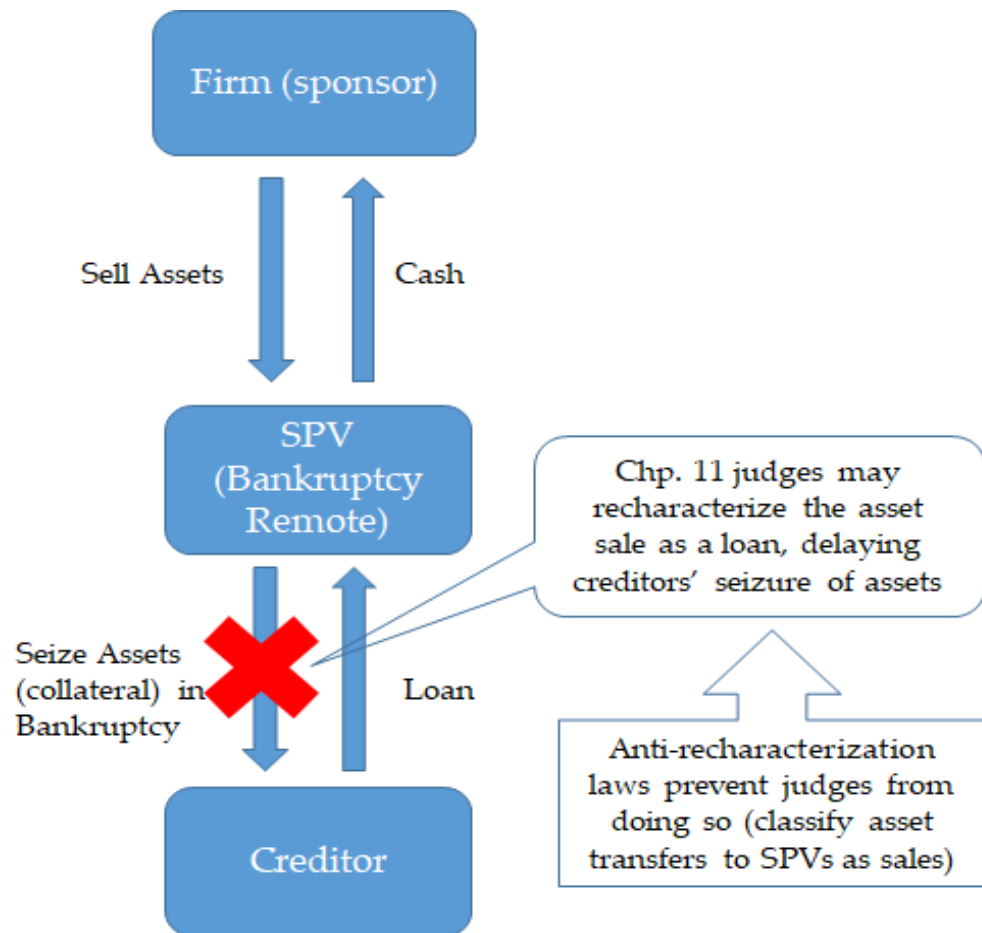 Firm (sponsor)
Sell Assets
Cash
SPV
(Bankruptcy
Remote)
Chp. 11 judges may
recharacterize the asset
sale as a loan, delaying
creditors’ seizure of assets
Seize Assets
(collateral) in
Bankruptcy
Loan
Anti-recharacterization
laws prevent judges from
doing so (classify asset
transfers to SPVs as sales)
Creditor